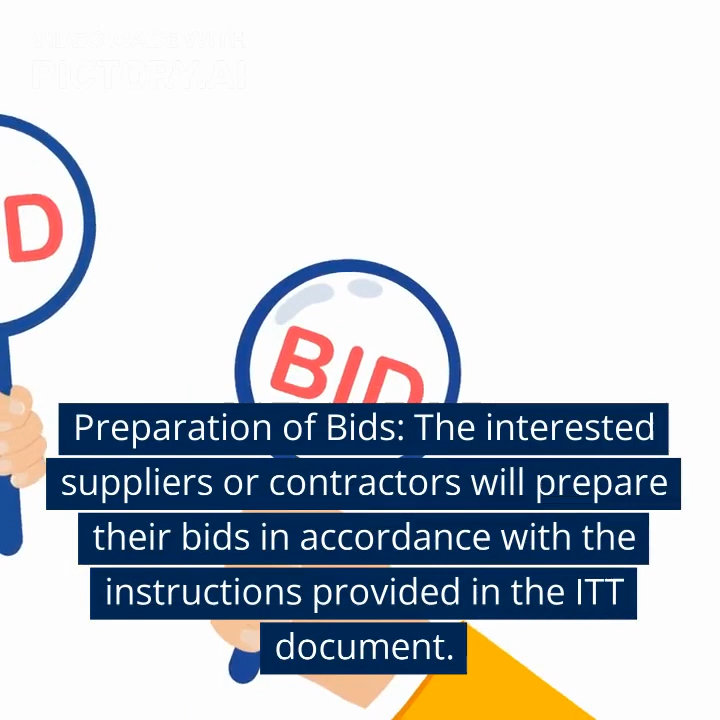 PICTORY.AI
D
BID
Preparation of Bids: The interested
suppliers or contractors will prepare
their bids in accordance with the
instructions provided in the ITT
document.